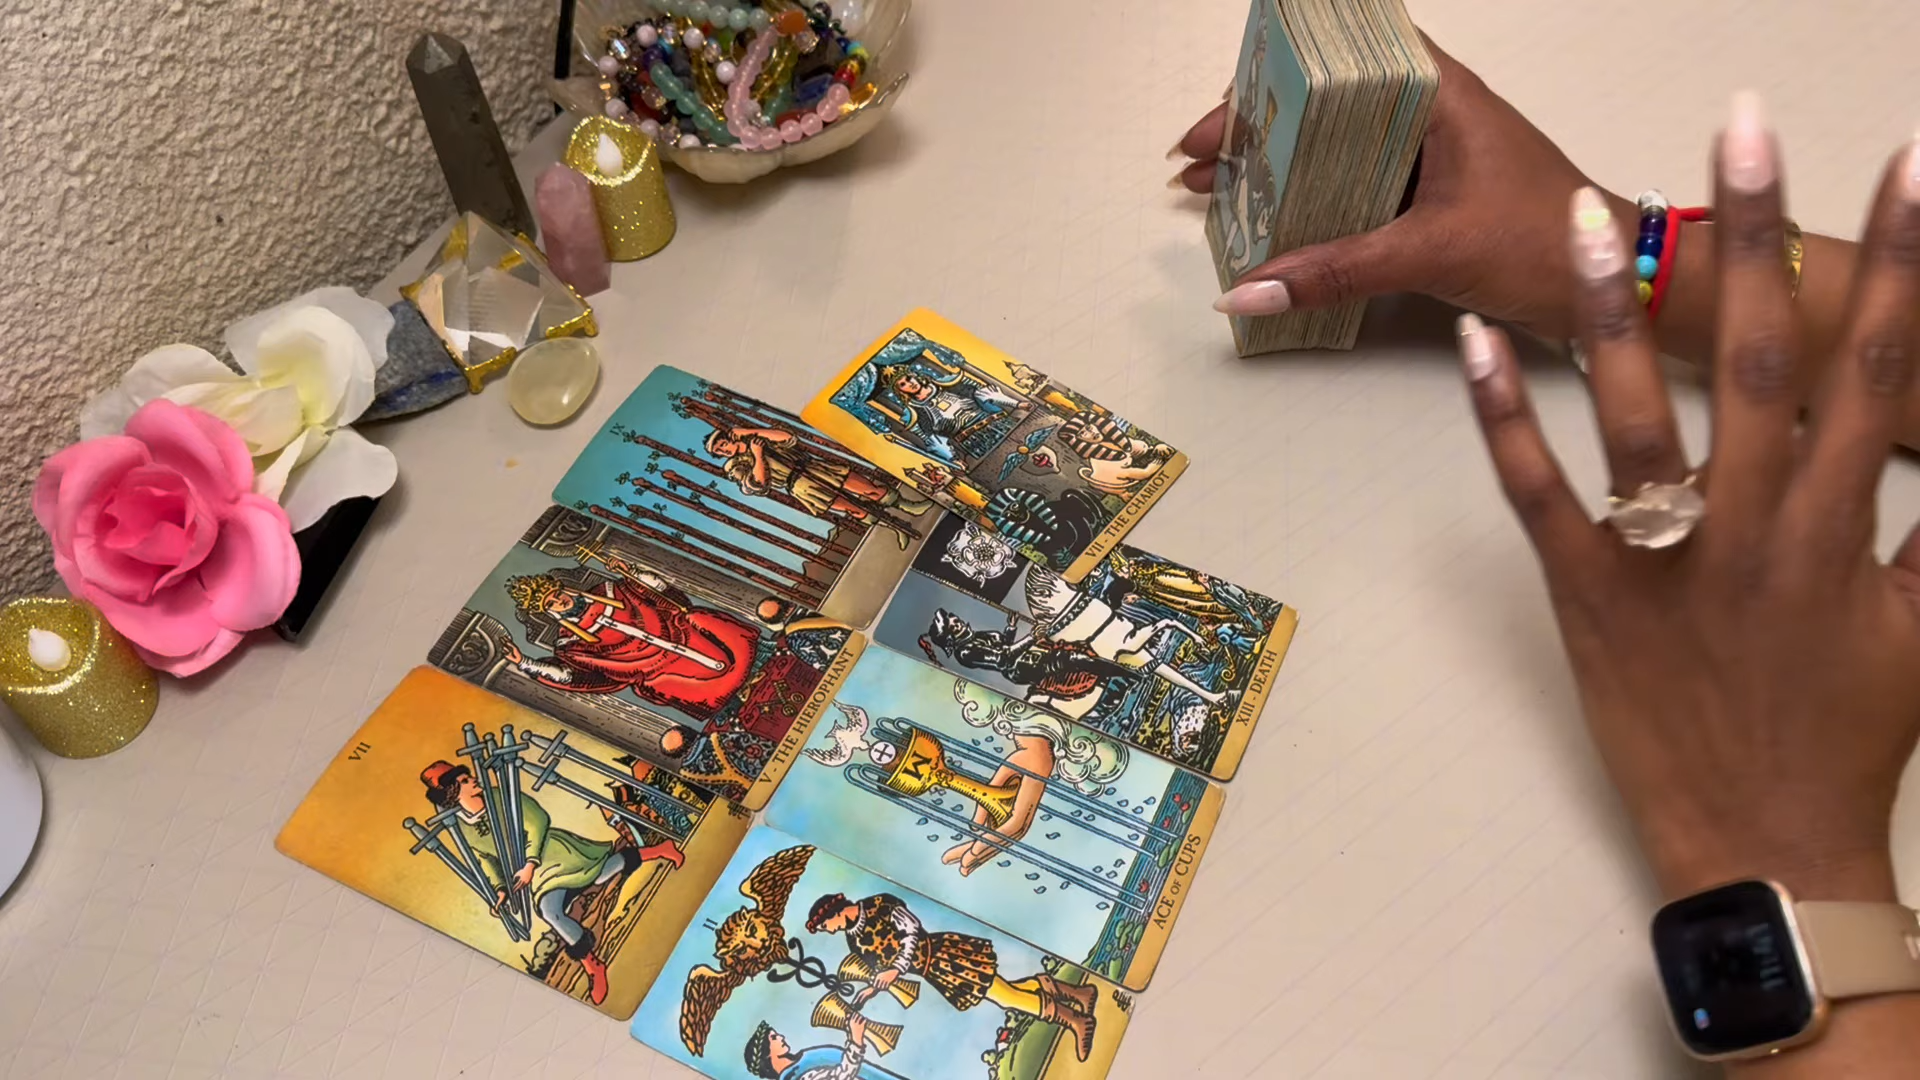 IX
VII - THE CHARIOT
V - THE HIEROPHANT
XIII - DEATH
VII
M
ACE OF CUPS
II